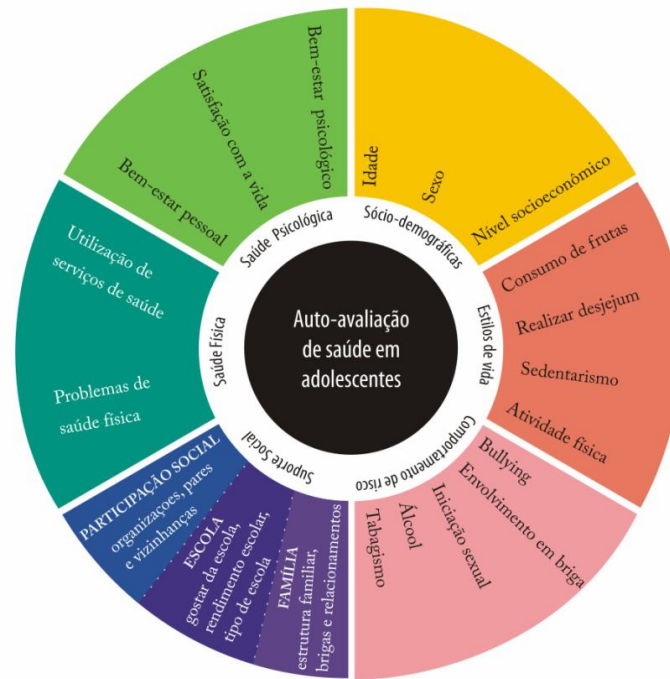 Auto-avaliação
de saúde em
adolescentes
Sócio-demográficas
Idade
Sexo
Nível socioeconômico
Estilos de vida
Consumo de frutas
Realizar desjejum
Sedentarismo
Atividade física
Comportamento de risco
Bullying
Envolvimento em briga
Iniciação sexual
Álcool
Tabagismo
Suporte Social
FAMÍLIA
estrutura familiar,
brigas e relacionamentos
ESCOLA
gostar da escola,
rendimento escolar,
tipo de escola
PARTICIPAÇÃO SOCIAL
organizaçoes, pares
e vizinhanças
Saúde Física
Problemas de
saúde física
Utilização de
serviços de saúde
Saúde Psicológica
Bem-estar pessoal
Satisfação com a vida
Bem-estar psicológico